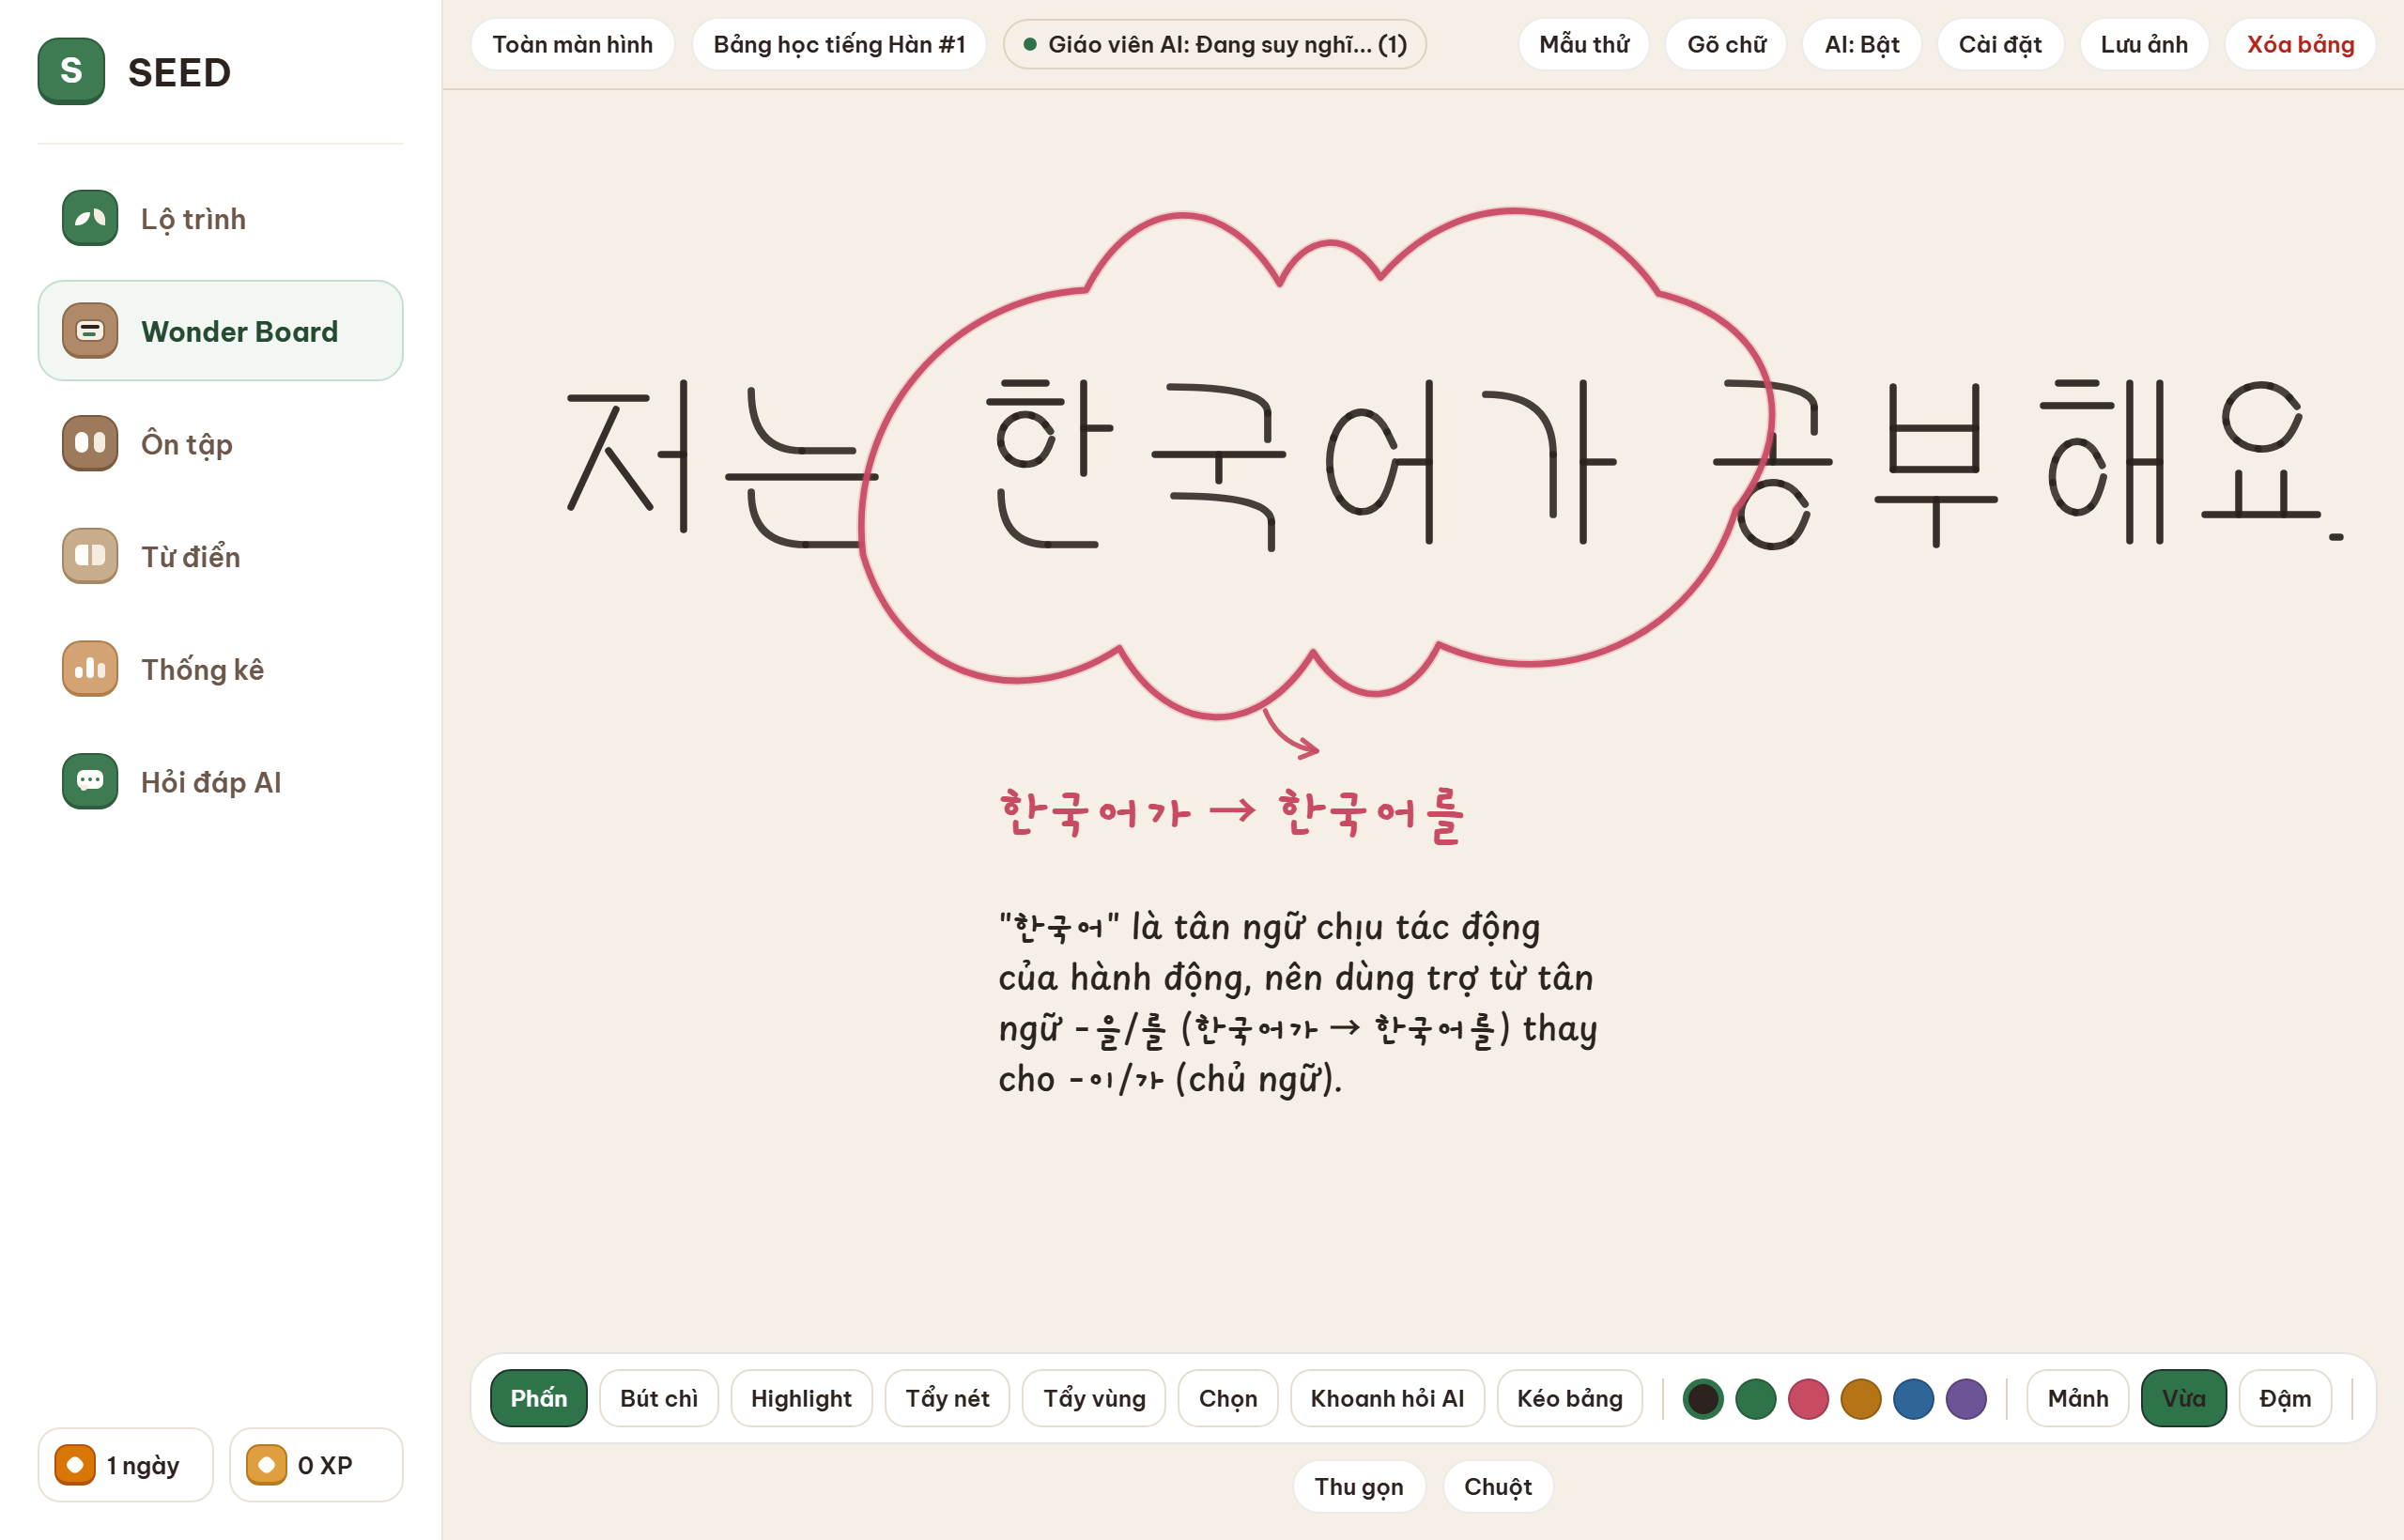 S SEED
Lộ trình
Wonder Board
Ôn tập
Từ điển
Thống kê
Hỏi đáp AI
1 ngày
0 XP
Toàn màn hình
Bảng học tiếng Hàn #1
Giáo viên AI: Đang suy nghĩ... (1)
Mẫu thử
Gõ chữ
AI: Bật
Cài đặt
Lưu ảnh
Xóa bảng
저는 한국어가 공부해요.
한국어가 → 한국어를
"한국어" là tân ngữ chịu tác động
của hành động, nên dùng trợ từ tân
ngữ -을/를 (한국어가 → 한국어를) thay
cho -이/가 (chủ ngữ).
Phấn
Bút chì
Highlight
Tẩy nét
Tẩy vùng
Chọn
Khoanh hỏi AI
Kéo bảng
Mảnh
Vừa
Đậm
Thu gọn
Chuột